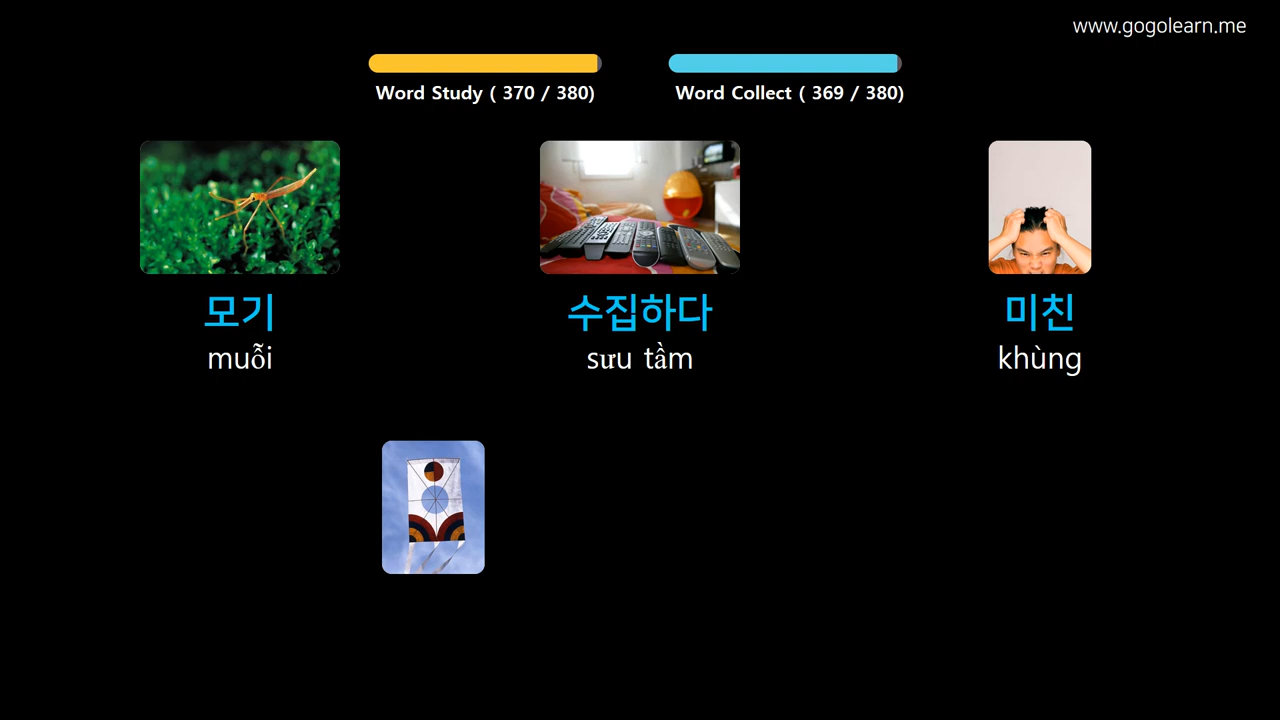 www.gogolearn.me
Word Study ( 370 / 380)
Word Collect ( 369 / 380)
모기
수집하다
미친
muỗi
sưu tầm
khùng